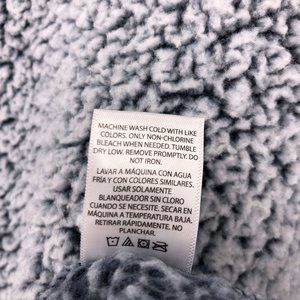 MACHINE WASH COLD WITH LIKE
COLORS. ONLY NON-CHLORINE
BLEACH WHEN NEEDED. TUMBLE
DRY LOW. REMOVE PROMPTLY. DO
NOT IRON.
LAVAR A MÁQUINA CON AGUA
FRÍA Y CON COLORES SIMILARES.
USAR SOLAMENTE
BLANQUEADOR SIN CLORO
CUANDO SE NECESITE. SECAR EN
MÁQUINA A TEMPERATURA BAJA.
RETIRAR RÁPIDAMENTE. NO
PLANCHAR.